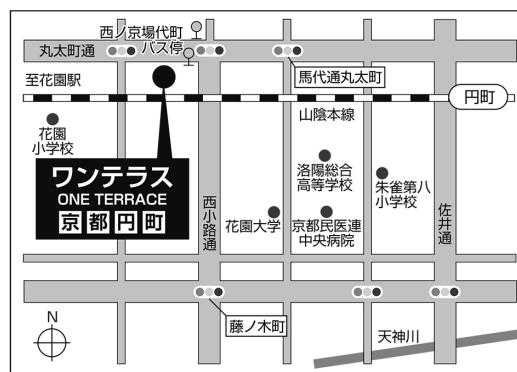 西ノ京場代町
バス停
丸太町通
馬代通丸太町
至花園駅
円町
山陰本線
花園
小学校
ワンテラス
ONE TERRACE
京都円町
洛陽総合
高等学校
朱雀第八
小学校
西小路通
花園大学
京都民医連
中央病院
佐井通
藤ノ木町
N
天神川